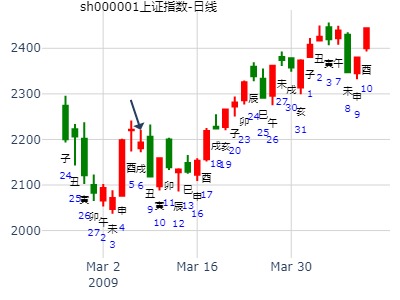 sh000001上证指数-日线
2400
2300
2200
2100
2000
子
24
丑
25
寅
26
卯
27
午
2
未
3
申
4
酉
5
戌
6
丑
9
寅
10
卯
11
辰
12
巳
13
申
16
酉
17
戌
18
亥
19
子
20
卯
23
辰
24
巳
25
午
26
未
27
戌
30
亥
31
子
1
丑
2
寅
3
午
7
未
8
申
9
酉
10
Mar 2
2009
Mar 16
Mar 30